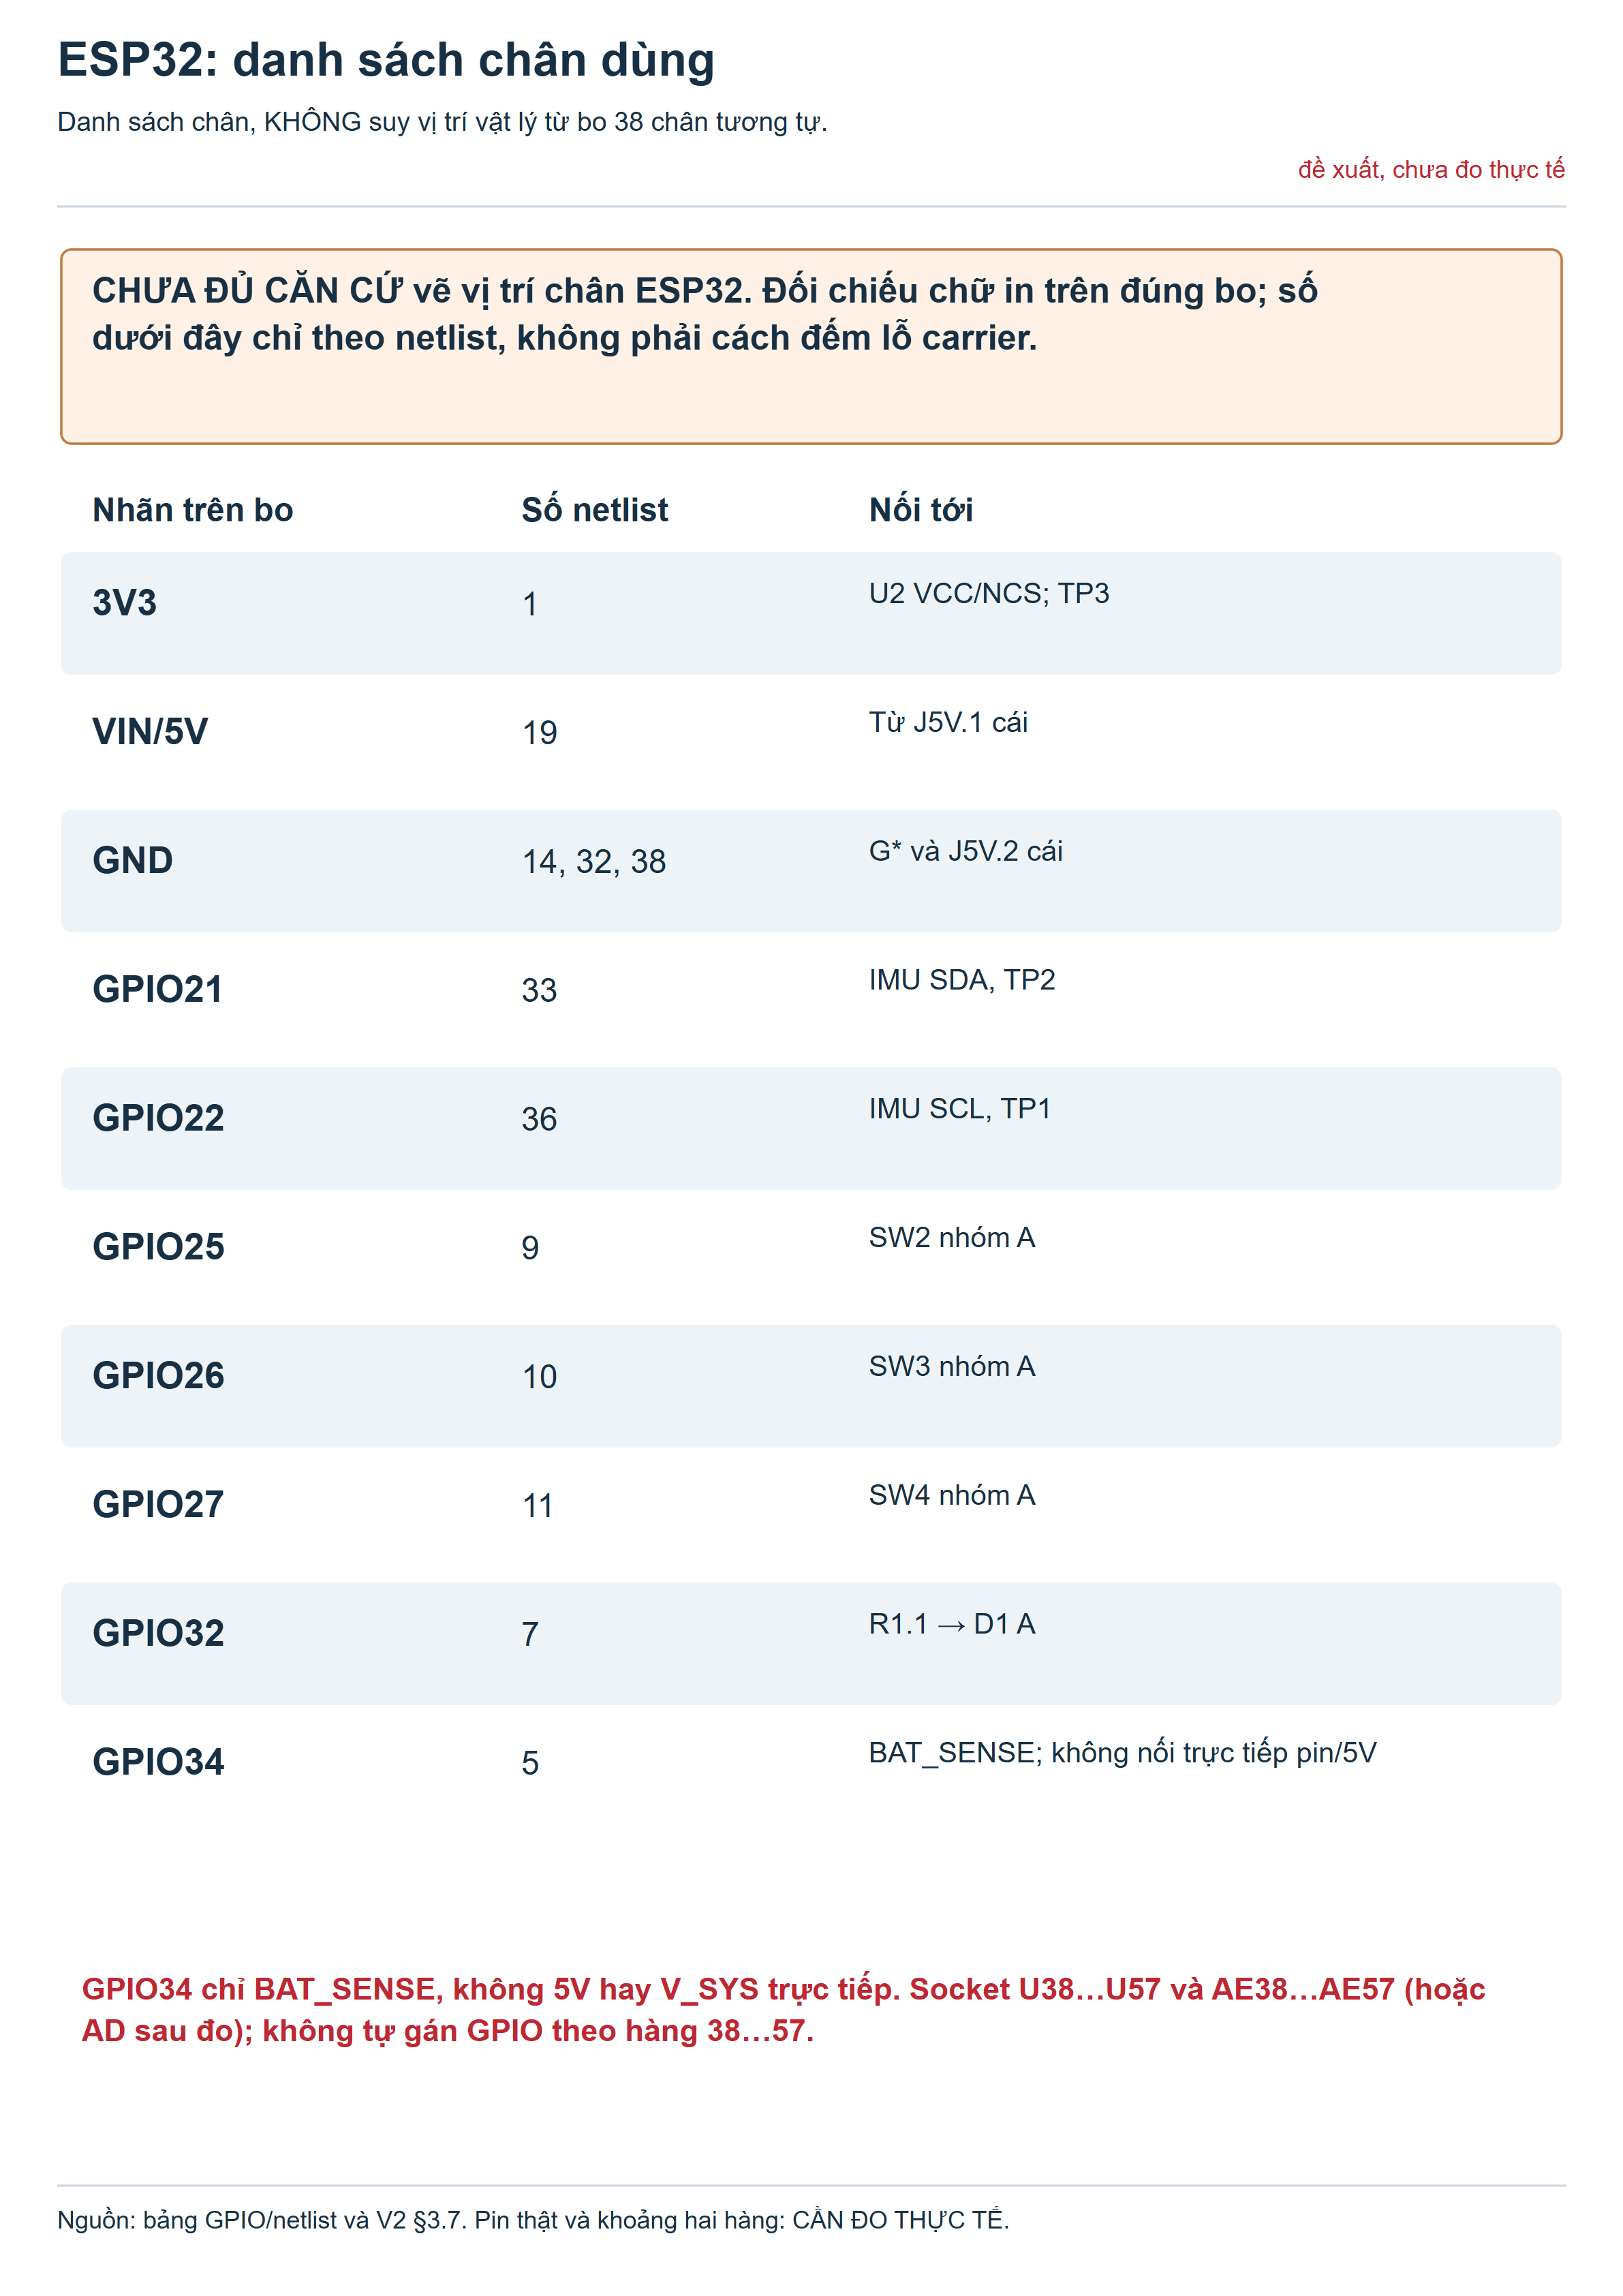 ESP32: danh sách chân dùng
Danh sách chân, KHÔNG suy vị trí vật lý từ bo 38 chân tương tự.
đề xuất, chưa đo thực tế
CHƯA ĐỦ CĂN CỨ vẽ vị trí chân ESP32. Đối chiếu chữ in trên đúng bo; số
dưới đây chỉ theo netlist, không phải cách đếm lỗ carrier.
Nhãn trên bo Số netlist Nối tới
3V3 1 U2 VCC/NCS; TP3
VIN/5V 19 Từ J5V.1 cái
GND 14, 32, 38 G* và J5V.2 cái
GPIO21 33 IMU SDA, TP2
GPIO22 36 IMU SCL, TP1
GPIO25 9 SW2 nhóm A
GPIO26 10 SW3 nhóm A
GPIO27 11 SW4 nhóm A
GPIO32 7 R1.1 → D1 A
GPIO34 5 BAT_SENSE; không nối trực tiếp pin/5V
GPIO34 chỉ BAT_SENSE, không 5V hay V_SYS trực tiếp. Socket U38…U57 và AE38…AE57 (hoặc
AD sau đo); không tự gán GPIO theo hàng 38…57.
Nguồn: bảng GPIO/netlist và V2 §3.7. Pin thật và khoảng hai hàng: CẦN ĐO THỰC TẾ.